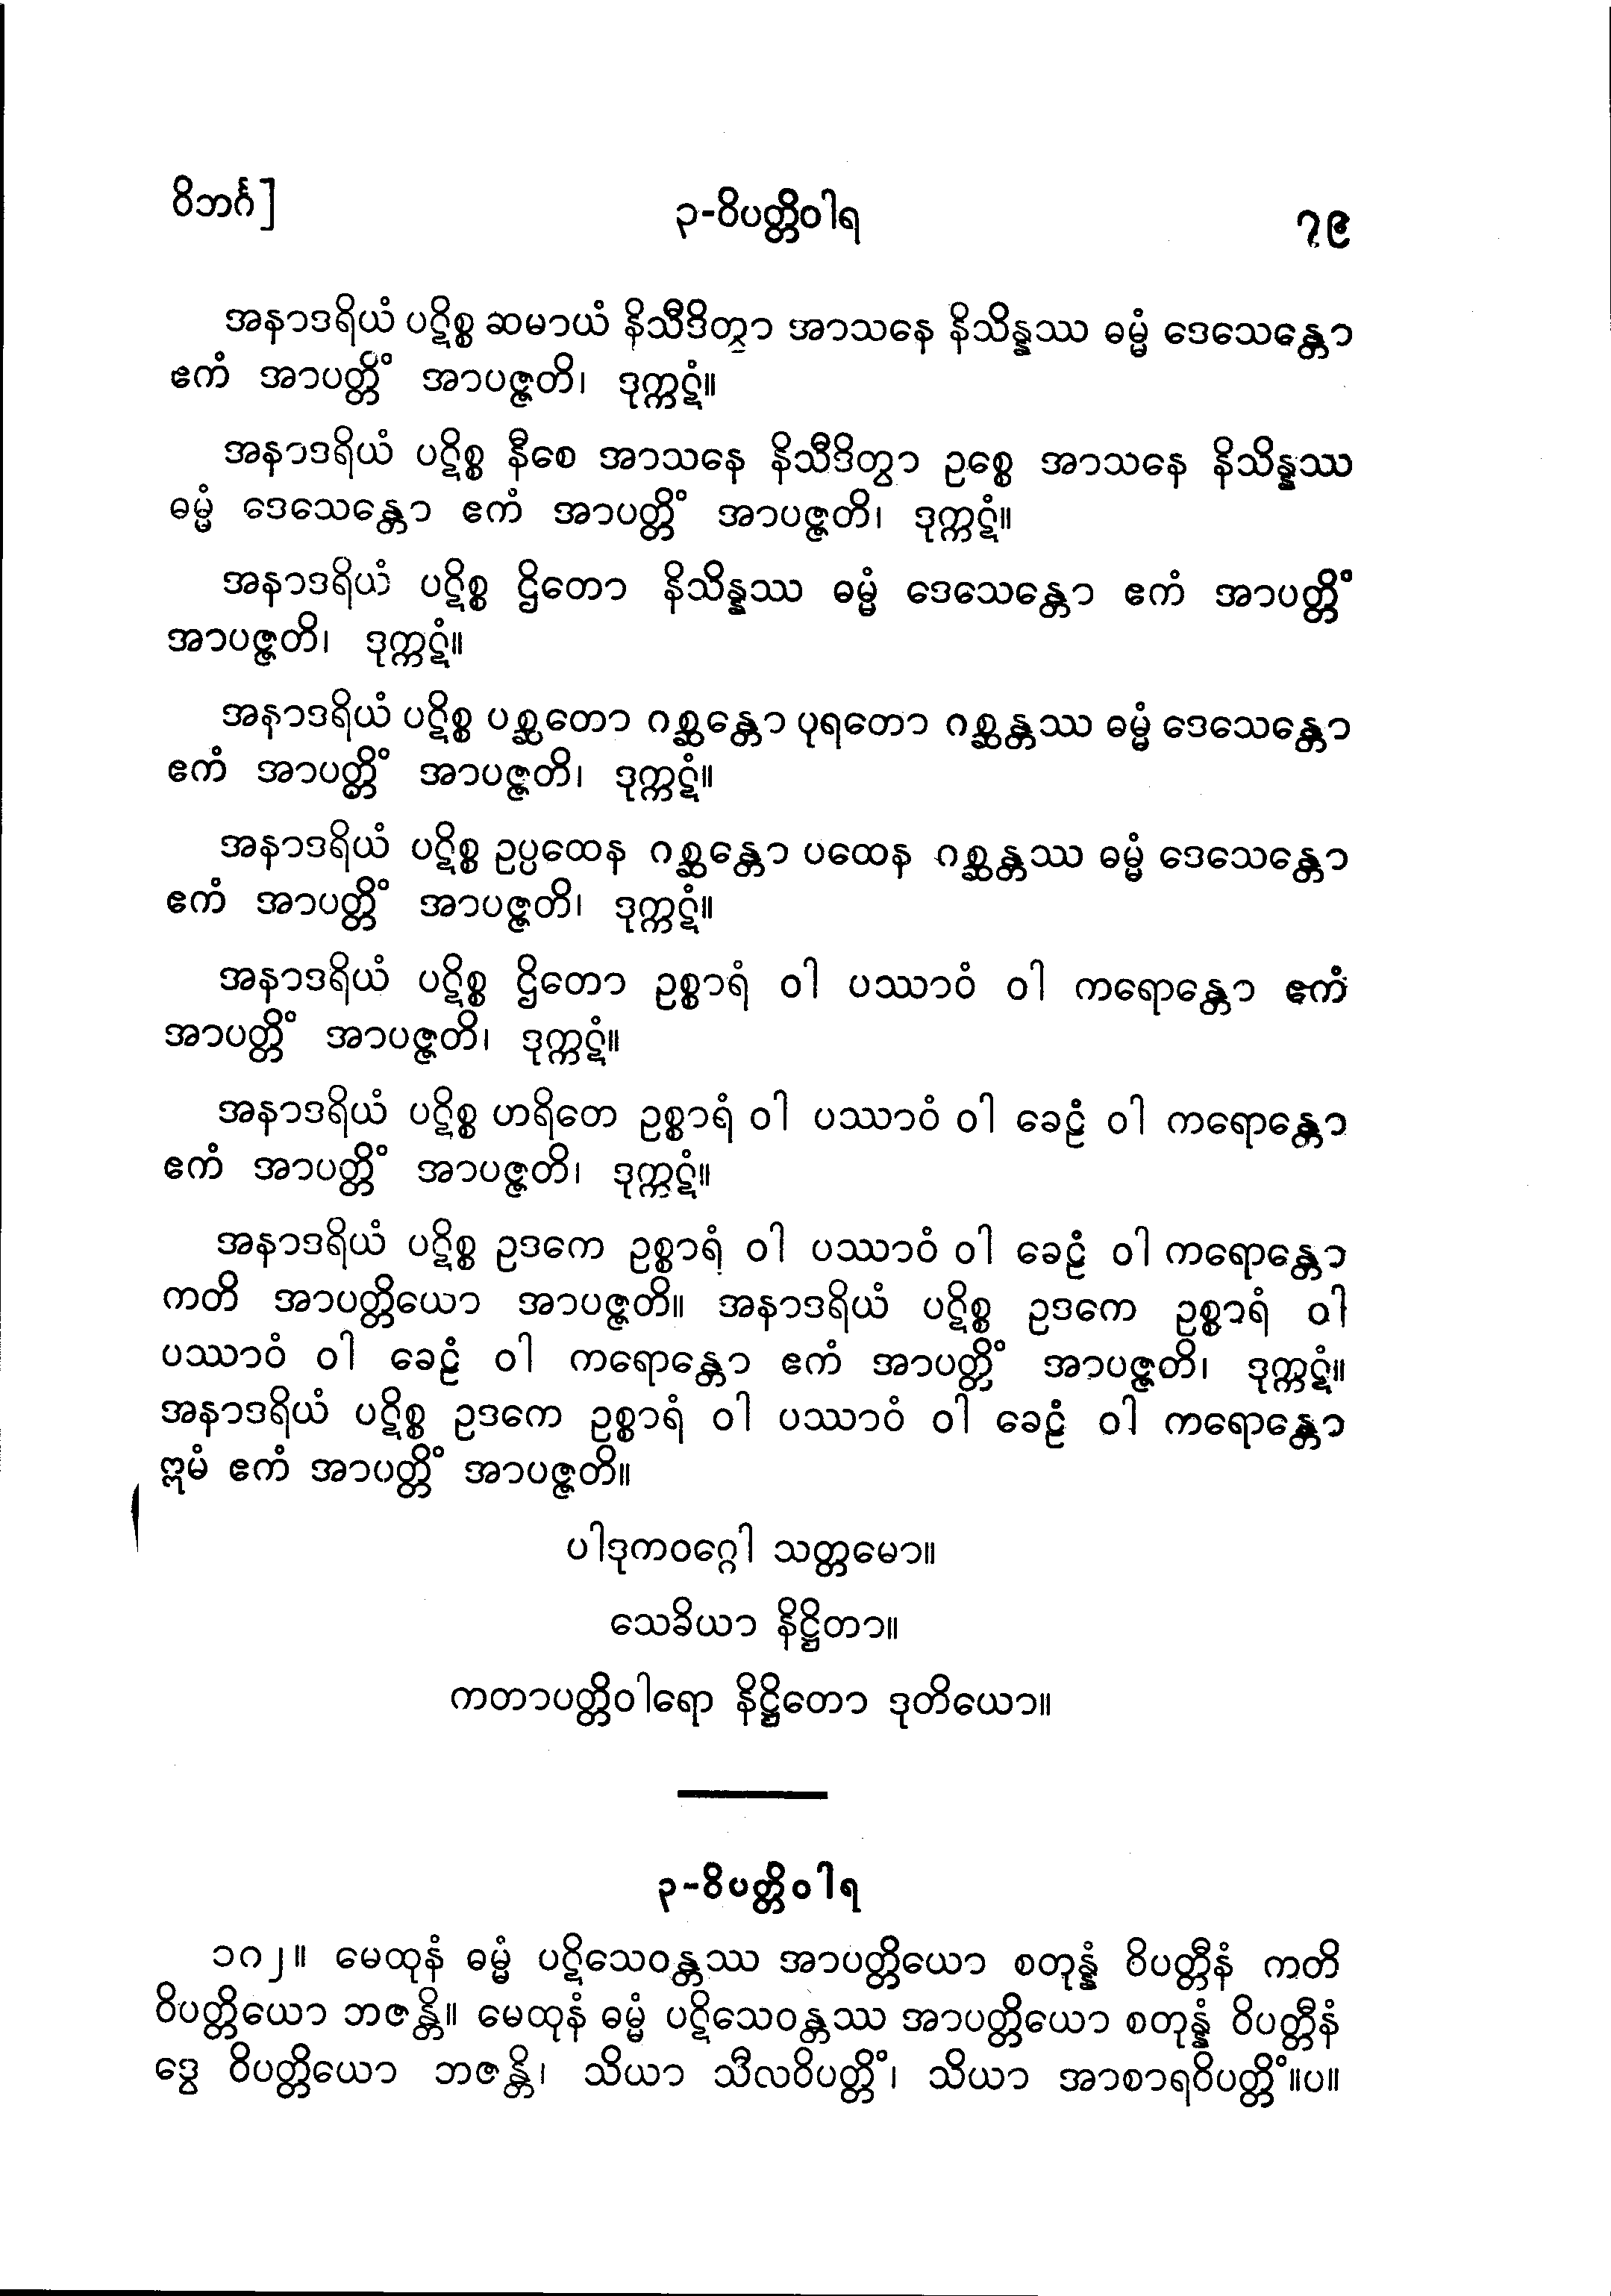 ဝိဘင်္ဂ]
၃-ဝိပတ္တိဝါရ
၇၉
အနာဒရိယံ ပဋိစ္စ ဆမာယံ နိသီဒိတွာ အာသနေ နိသိန္နဿ ဓမ္မံ ဒေသေန္တော
ဧကံ အာပတ္တိံ အာပဇ္ဇတိ၊ ဒုက္ကဋံ။
အနာဒရိယံ ပဋိစ္စ နီစေ အာသနေ နိသီဒိတွာ ဥစ္စေ အာသနေ နိသိန္နဿ
ဓမ္မံ ဒေသေန္တော ဧကံ အာပတ္တိံ အာပဇ္ဇတိ၊ ဒုက္ကဋံ။
အနာဒရိယံ ပဋိစ္စ ဌိတော နိသိန္နဿ ဓမ္မံ ဒေသေန္တော ဧကံ အာပတ္တိံ
အာပဇ္ဇတိ၊ ဒုက္ကဋံ။
အနာဒရိယံ ပဋိစ္စ ပစ္ဆတော ဂစ္ဆန္တော ပုရတော ဂစ္ဆန္တဿ ဓမ္မံ ဒေသေန္တော
ဧကံ အာပတ္တိံ အာပဇ္ဇတိ၊ ဒုက္ကဋံ။
အနာဒရိယံ ပဋိစ္စ ဥပ္ပထေန ဂစ္ဆန္တော ပထေန ဂစ္ဆန္တဿ ဓမ္မံ ဒေသေန္တော
ဧကံ အာပတ္တိံ အာပဇ္ဇတိ၊ ဒုက္ကဋံ။
အနာဒရိယံ ပဋိစ္စ ဌိတော ဥစ္စာရံ ဝါ ပဿာဝံ ဝါ ကရောန္တော ဧကံ
အာပတ္တိံ အာပဇ္ဇတိ၊ ဒုက္ကဋံ။
အနာဒရိယံ ပဋိစ္စ ဟရိတေ ဥစ္စာရံ ဝါ ပဿာဝံ ဝါ ခေဠံ ဝါ ကရောန္တော
ဧကံ အာပတ္တိံ အာပဇ္ဇတိ၊ ဒုက္ကဋံ။
အနာဒရိယံ ပဋိစ္စ ဥဒကေ ဥစ္စာရံ ဝါ ပဿာဝံ ဝါ ခေဠံ ဝါ ကရောန္တော
ကတိ အာပတ္တိယော အာပဇ္ဇတိ။ အနာဒရိယံ ပဋိစ္စ ဥဒကေ ဥစ္စာရံ ဝါ
ပဿာဝံ ဝါ ခေဠံ ဝါ ကရောန္တော ဧကံ အာပတ္တိံ အာပဇ္ဇတိ၊ ဒုက္ကဋံ။
အနာဒရိယံ ပဋိစ္စ ဥဒကေ ဥစ္စာရံ ဝါ ပဿာဝံ ဝါ ခေဠံ ဝါ ကရောန္တော
ဣမံ ဧကံ အာပတ္တိံ အာပဇ္ဇတိ။
ပါဒုကဝဂ္ဂေါ သတ္တမော။
သေခိယာ နိဋ္ဌိတာ။
ကတာပတ္တိဝါရော နိဋ္ဌိတော ဒုတိယော။
၃-ဝိပတ္တိဝါရ
၁၈၂။ မေထုနံ ဓမ္မံ ပဋိသေဝန္တဿ အာပတ္တိယော စတုန္နံ ဝိပတ္တီနံ ကတိ
ဝိပတ္တိယော ဘဇန္တိ။ မေထုနံ ဓမ္မံ ပဋိသေဝန္တဿ အာပတ္တိယော စတုန္နံ ဝိပတ္တီနံ
ဒွေ ဝိပတ္တိယော ဘဇန္တိ၊ သိယာ သီလဝိပတ္တိံ၊ သိယာ အာစာရဝိပတ္တိံ။ပ။